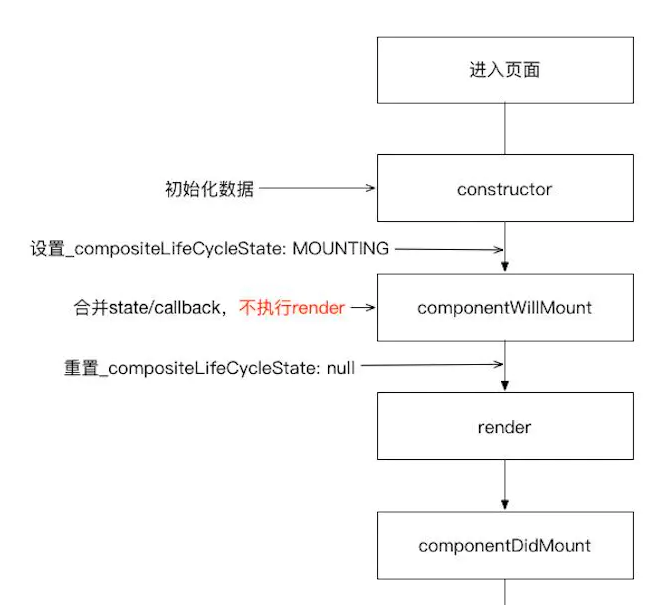 进入页面
初始化数据
constructor
设置_compositeLifeCycleState: MOUNTING
合并state/callback，不执行render
componentWillMount
重置_compositeLifeCycleState: null
render
componentDidMount